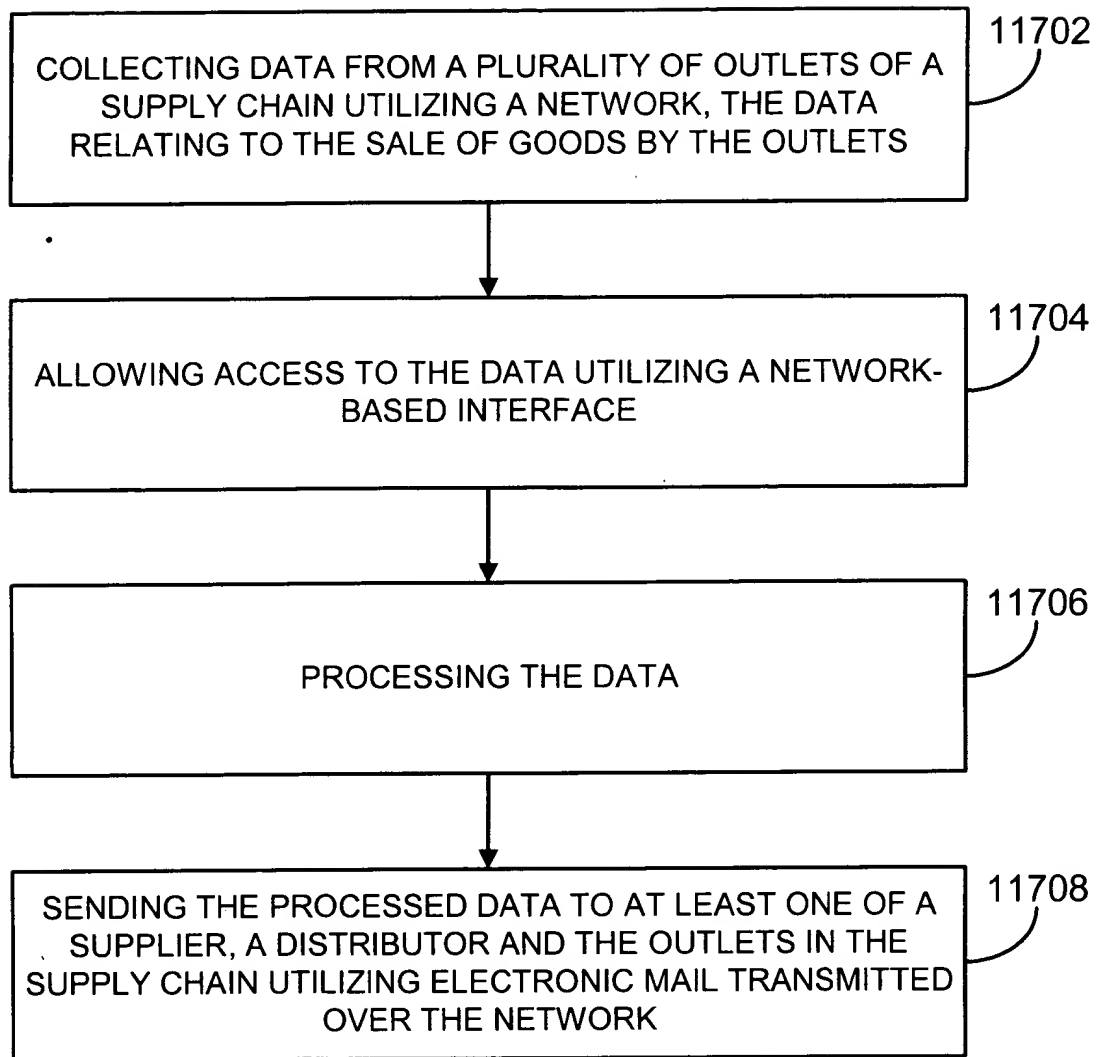 11702
COLLECTING DATA FROM A PLURALITY OF OUTLETS OF A
SUPPLY CHAIN UTILIZING A NETWORK, THE DATA
RELATING TO THE SALE OF GOODS BY THE OUTLETS
11704
ALLOWING ACCESS TO THE DATA UTILIZING A NETWORK-
BASED INTERFACE
11706
PROCESSING THE DATA
11708
SENDING THE PROCESSED DATA TO AT LEAST ONE OF A
SUPPLIER, A DISTRIBUTOR AND THE OUTLETS IN THE
SUPPLY CHAIN UTILIZING ELECTRONIC MAIL TRANSMITTED
OVER THE NETWORK